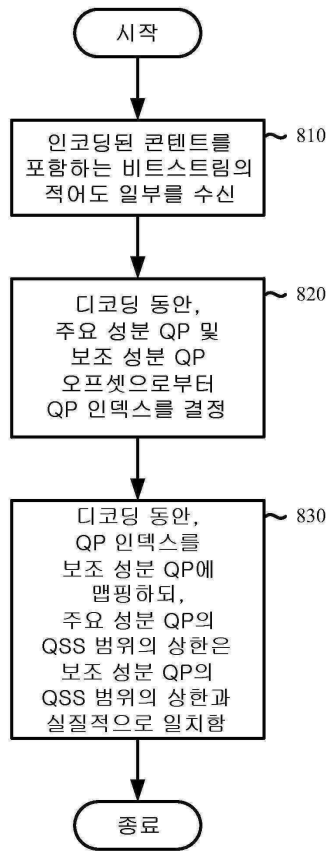 시작
810
인코딩된 콘텐트를
포함하는 비트스트림의
적어도 일부를 수신
820
디코딩 동안,
주요 성분 QP 및
보조 성분 QP
오프셋으로부터
QP 인덱스를 결정
830
디코딩 동안,
QP 인덱스를
보조 성분 QP에
맵핑하되,
주요 성분 QP의
QSS 범위의 상한은
보조 성분 QP의
QSS 범위의 상한과
실질적으로 일치함
종료